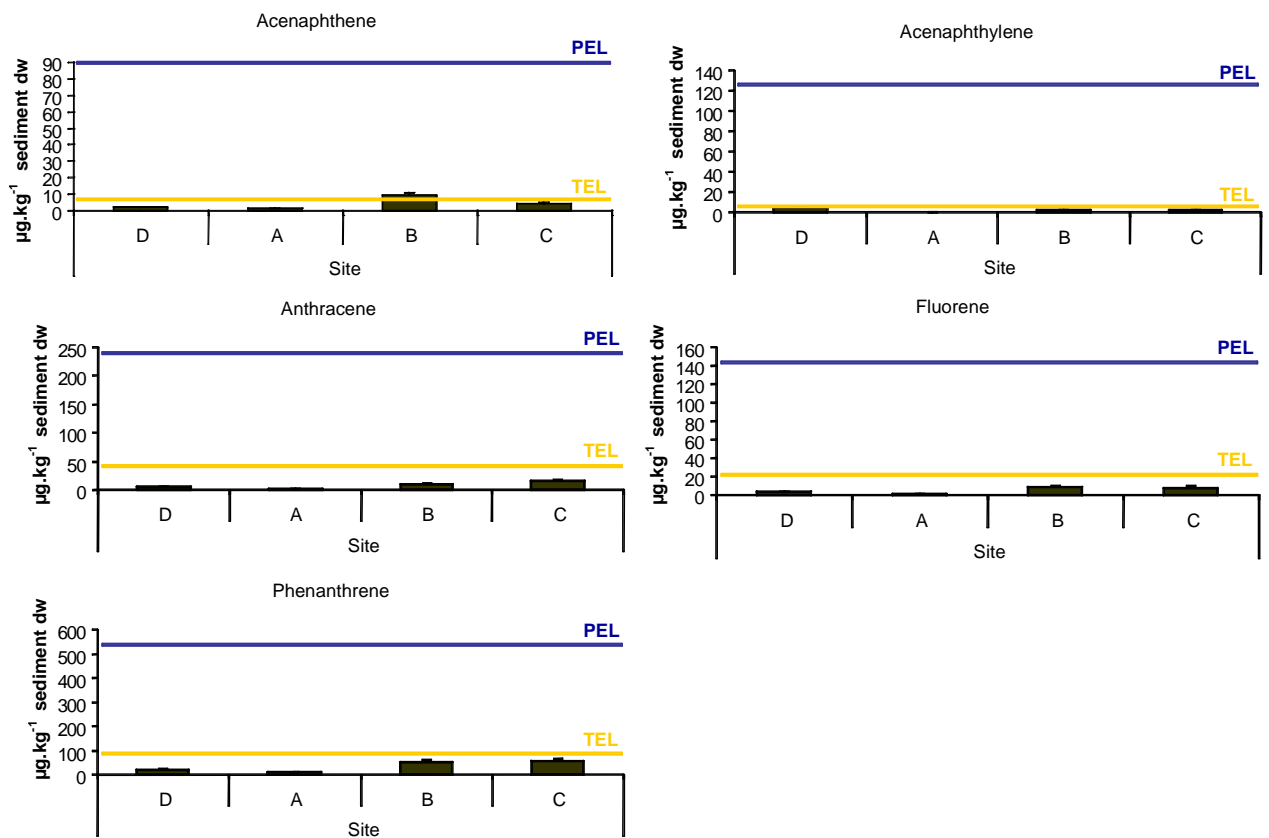 Acenaphthene
µg.kg⁻¹ sediment dw
90
80
70
60
50
40
30
20
10
0
PEL
TEL
D A B C
Site
Acenaphthylene
µg.kg⁻¹ sediment dw
140
120
100
80
60
40
20
0
PEL
TEL
D A B C
Site
Anthracene
µg.kg⁻¹ sediment dw
250
200
150
100
50
0
PEL
TEL
D A B C
Site
Fluorene
µg.kg⁻¹ sediment dw
160
140
120
100
80
60
40
20
0
PEL
TEL
D A B C
Site
Phenanthrene
µg.kg⁻¹ sediment dw
600
500
400
300
200
100
0
PEL
TEL
D A B C
Site